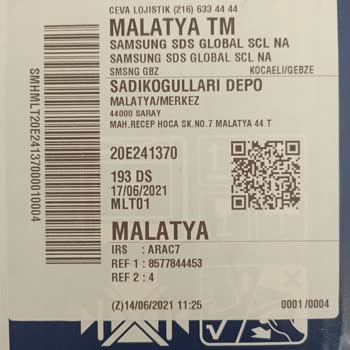 CEVA LOJISTIK (216) 633 44 44
MALATYA TM
SAMSUNG SDS GLOBAL SCL NA
SAMSUNG SDS GLOBAL SCL NA
SMSNG GBZ KOCAELI/GEBZE
SADIKOGULLARI DEPO
MALATYA/MERKEZ
44000 SARAY
MAH.RECEP HOCA SK.NO.7 MALATYA 44 T
20E241370
193 DS
17/06/2021
MLT01
MALATYA
IRS : ARAC7
REF 1 : 8577844453
REF 2 : 4
(Z)14/06/2021 11:25 0001 /0004
SMHMLT20E2413700000010004